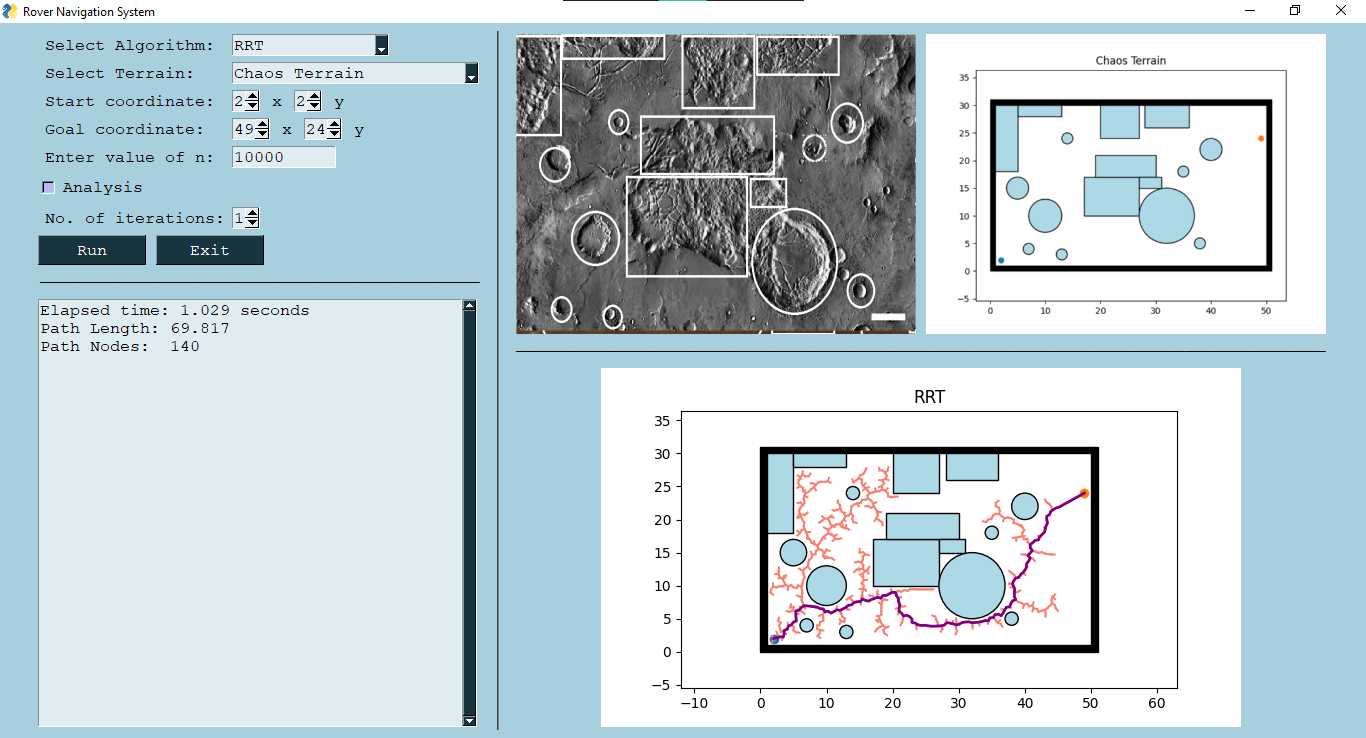 Rover Navigation System
Select Algorithm: RRT
Select Terrain: Chaos Terrain
Start coordinate: 2 x 2 y
Goal coordinate: 49 x 24 y
Enter value of n: 10000
Analysis
No. of iterations: 1
Run Exit
Elapsed time: 1.029 seconds
Path Length: 69.817
Path Nodes: 140
Chaos Terrain
35
30
25
20
15
10
5
0
−5
0 10 20 30 40 50
RRT
35
30
25
20
15
10
5
0
−5
−10 0 10 20 30 40 50 60